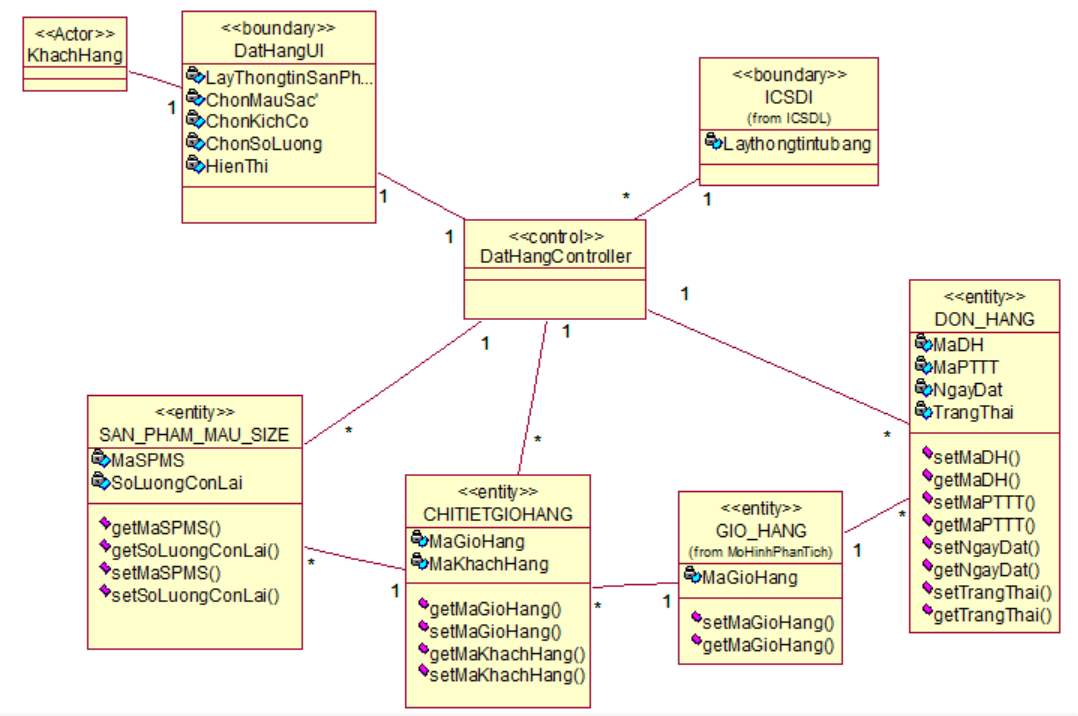 <<Actor>>
KhachHang
1
<<boundary>>
DatHangUI
LayThongtinSanPh...
ChonMauSac'
ChonKichCo
ChonSoLuong
HienThi
1
<<boundary>>
ICSDI
(from ICSDL)
Laythongtintubang
1
*
1
<<control>>
DatHangController
1
1
1
*
*
*
<<entity>>
DON_HANG
MaDH
MaPTTT
NgayDat
TrangThai
setMaDH()
getMaDH()
setMaPTTT()
getMaPTTT()
setNgayDat()
getNgayDat()
setTrangThai()
getTrangThai()
<<entity>>
SAN_PHAM_MAU_SIZE
MaSPMS
SoLuongConLai
getMaSPMS()
getSoLuongConLai()
setMaSPMS()
setSoLuongConLai()
*
1
<<entity>>
CHITIETGIOHANG
MaGioHang
MaKhachHang
getMaGioHang()
setMaGioHang()
getMaKhachHang()
setMaKhachHang()
*
1
<<entity>>
GIO_HANG
(from MoHinhPhanTich)
MaGioHang
setMaGioHang()
getMaGioHang()
1
*